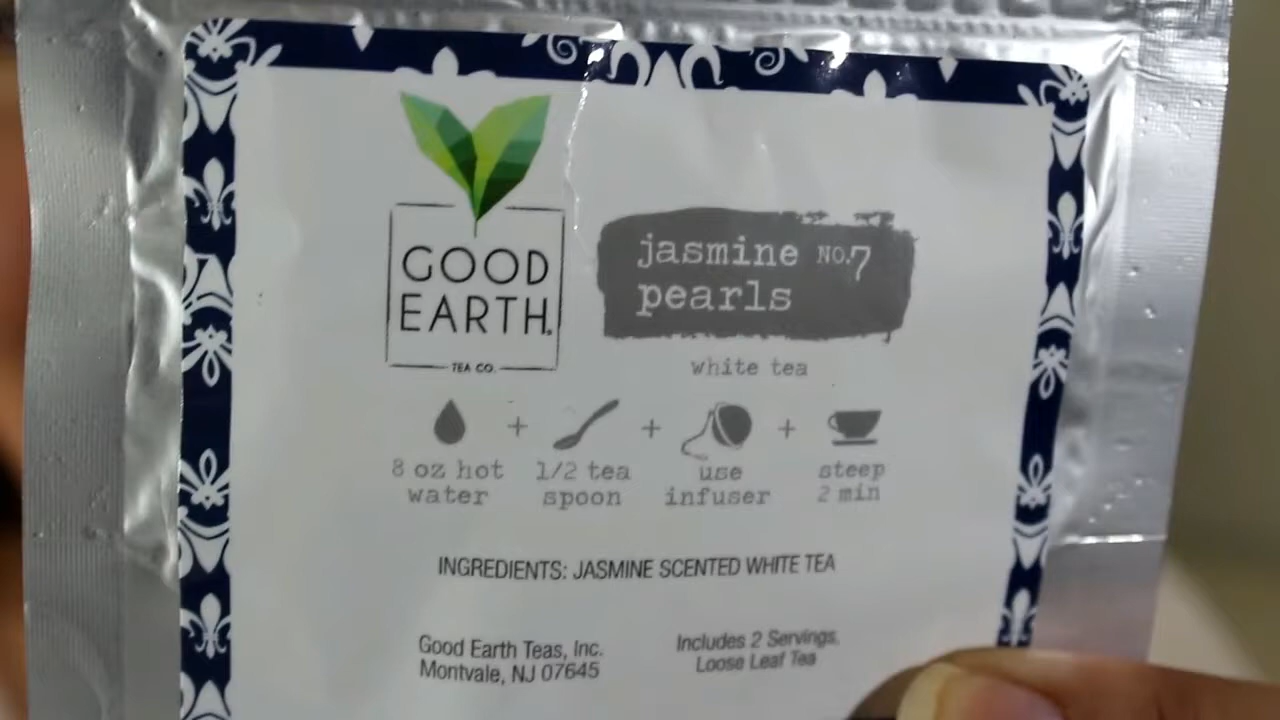 GOOD
EARTH®
TEA CO.
jasmine NO.7
pearls
white tea
8 oz hot
water
+
1/2 tea
spoon
+
use
infuser
+
steep
2 min
INGREDIENTS: JASMINE SCENTED WHITE TEA
Good Earth Teas, Inc.
Montvale, NJ 07645
Includes 2 Servings.
Loose Leaf Tea